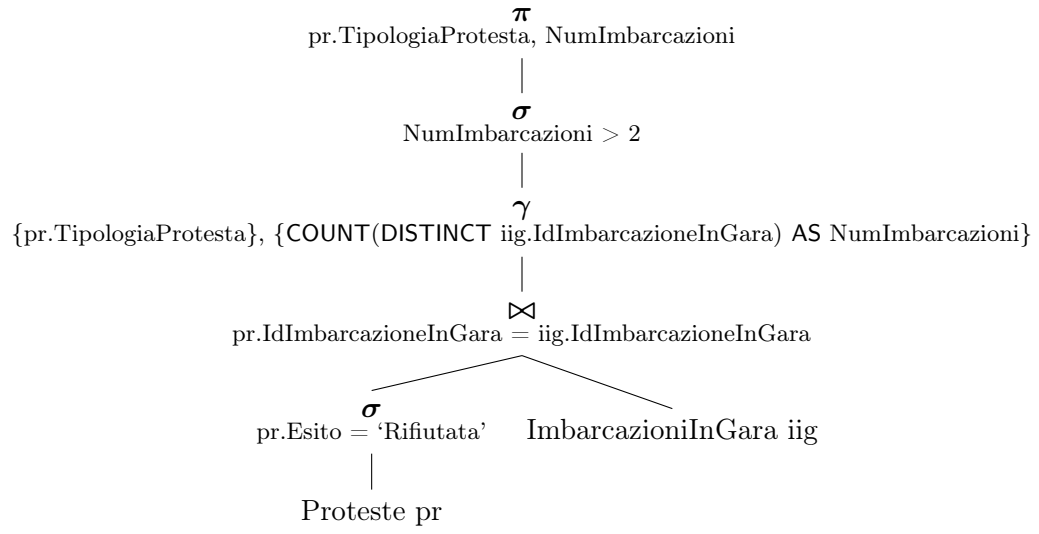 π
pr.TipologiaProtesta, NumImbarcazioni
σ
NumImbarcazioni > 2
γ
{pr.TipologiaProtesta}, {COUNT(DISTINCT iig.IdImbarcazioneInGara) AS NumImbarcazioni}
⋈
pr.IdImbarcazioneInGara = iig.IdImbarcazioneInGara
σ
pr.Esito = ‘Rifiutata’
ImbarcazioniInGara iig
Proteste pr